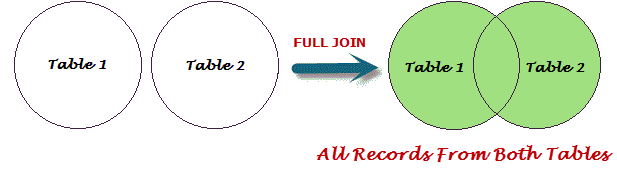 Table 1
Table 2
FULL JOIN
Table 1
Table 2
All Records From Both Tables